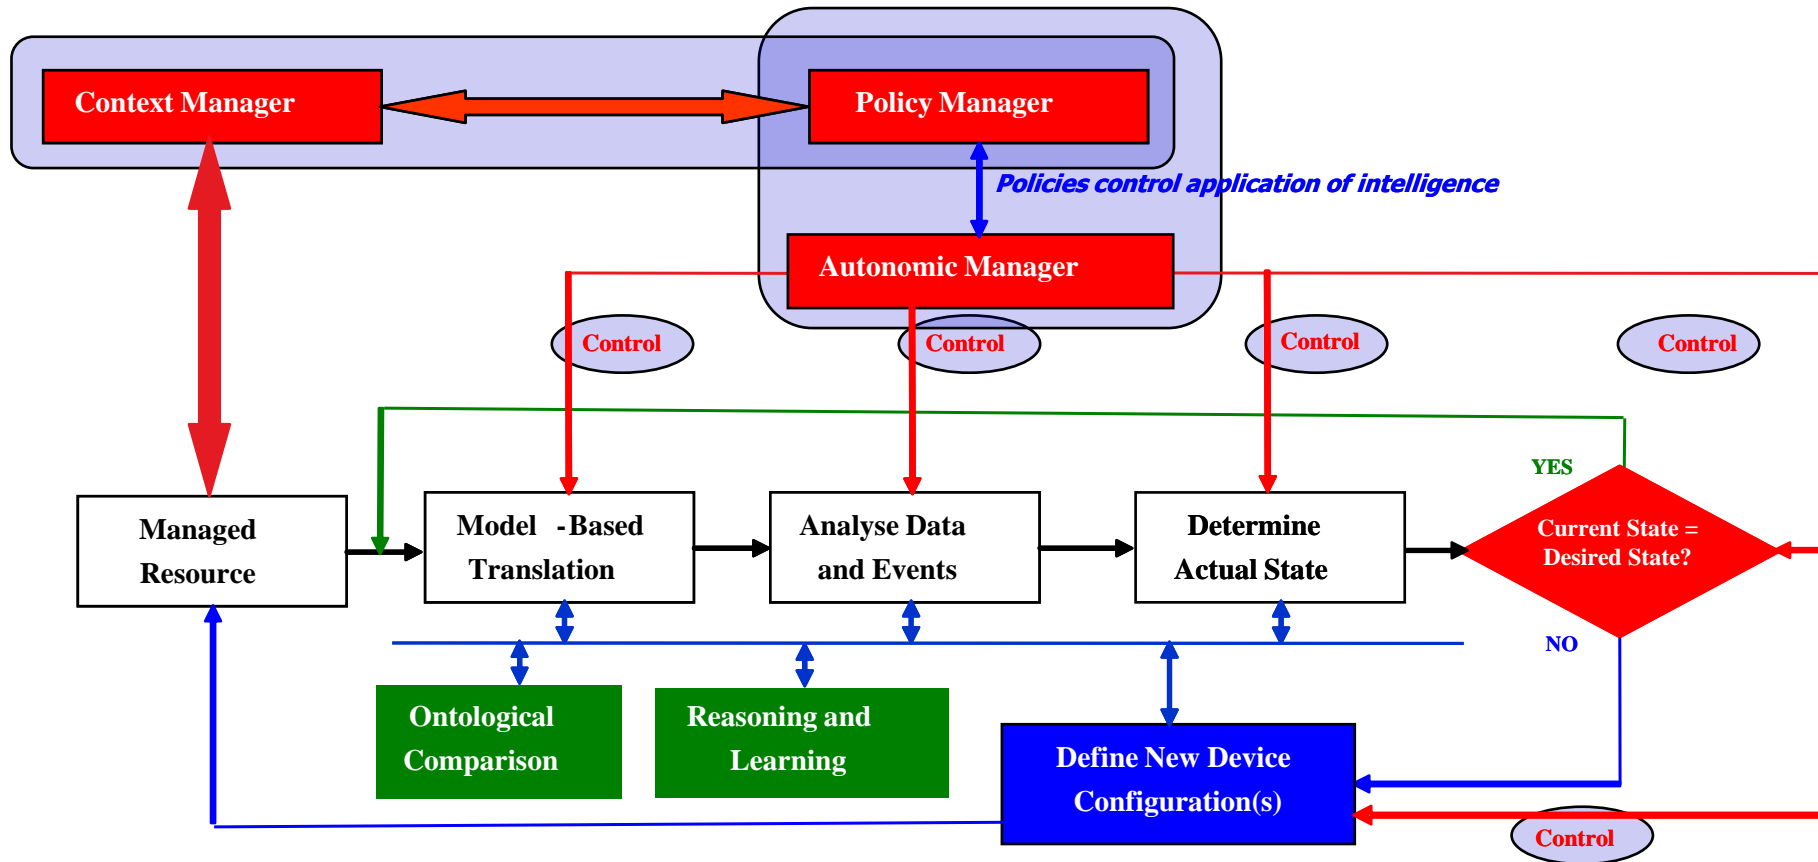 Context Manager
Policy Manager
Policies control application of intelligence
Autonomic Manager
Control
Control
Control
Control
YES
Managed
Resource
Model -Based
Translation
Analyse Data
and Events
Determine
Actual State
Current State =
Desired State?
NO
Ontological
Comparison
Reasoning and
Learning
Define New Device
Configuration(s)
Control